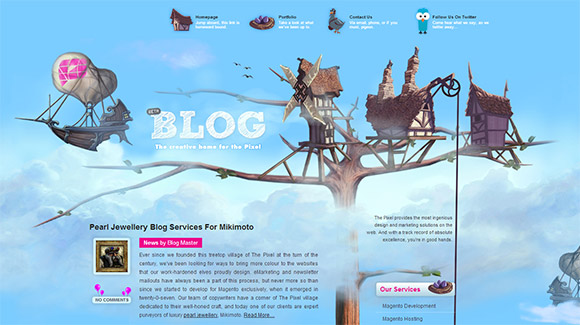 Homepage
Jump aboard, this link is
homeward bound.
Portfolio
Take a look at what
we've been up to.
Contact Us
Via email, phone, or if you
must, pigeon.
Follow Us On Twitter
Come hear what we say, as we
twitter away...
BETA
BLOG
The creative home for the Pixel
Pearl Jewellery Blog Services For Mikimoto
News by Blog Master
NO COMMENTS
Ever since we founded this treetop village of The Pixel at the turn of the
century, we've been looking for ways to bring more colour to the websites
that our work-hardened elves proudly design. eMarketing and newsletter
mailouts have always been a part of this process, but never more so than
since we started to develop for Magento exclusively, when it emerged in
twenty-0-seven. Our team of copywriters have a corner of The Pixel village
dedicated to their well-honed craft, and today one of our clients are expert
purveyors of luxury pearl jewellery, Mikimoto. Read More...
The Pixel provides the most ingenious
design and marketing solutions on the
web. And with a track record of absolute
excellence, you're in good hands.
Our Services
Magento Development
Magento Hosting